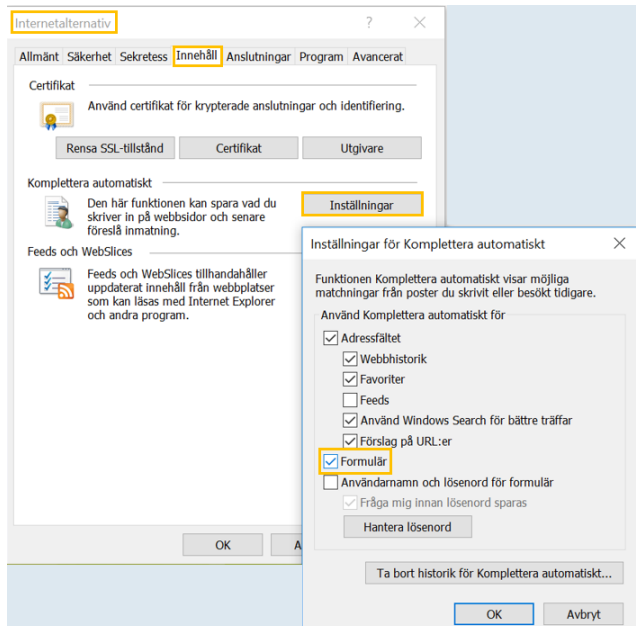 Internetalternativ
Allmänt Säkerhet Sekretess Innehåll Anslutningar Program Avancerat
Certifikat
Använd certifikat för krypterade anslutningar och identifiering.
Rensa SSL-tillstånd Certifikat Utgivare
Komplettera automatiskt
Den här funktionen kan spara vad du
skriver in på webbsidor och senare
föreslå inmatning.
Inställningar
Feeds och WebSlices
Feeds och WebSlices tillhandahåller
uppdaterat innehåll från webbplatser
som kan läsas med Internet Explorer
och andra program.
OK
Inställningar för Komplettera automatiskt
Funktionen Komplettera automatiskt visar möjliga
matchningar från poster du skrivit eller besökt tidigare.
Använd Komplettera automatiskt för
Adressfältet
Webbhistorik
Favoriter
Feeds
Använd Windows Search för bättre träffar
Förslag på URL:er
Formulär
Användarnamn och lösenord för formulär
Fråga mig innan lösenord sparas
Hantera lösenord
Ta bort historik för Komplettera automatiskt...
OK Avbryt